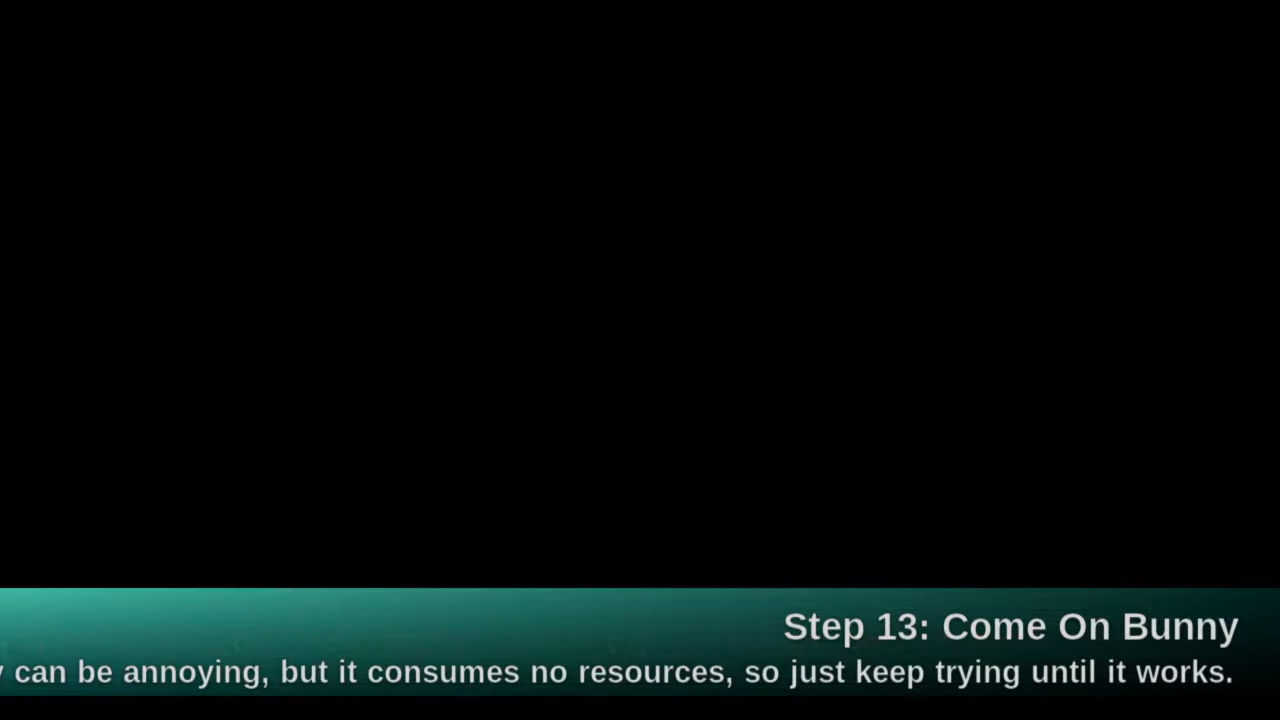 Step 13: Come On Bunny
can be annoying, but it consumes no resources, so just keep trying until it works.